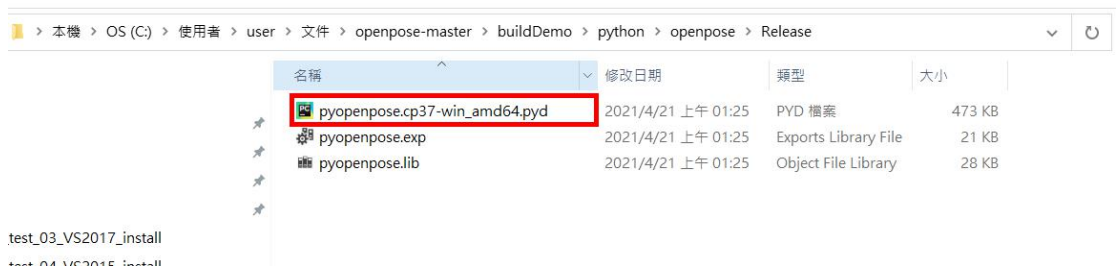 本機 > OS (C:) > 使用者 > user > 文件 > openpose-master > buildDemo > python > openpose > Release
名稱 修改日期 類型 大小
pyopenpose.cp37-win_amd64.pyd 2021/4/21 上午 01:25 PYD 檔案 473 KB
pyopenpose.exp 2021/4/21 上午 01:25 Exports Library File 21 KB
pyopenpose.lib 2021/4/21 上午 01:25 Object File Library 28 KB
test_03_VS2017_install
test_04_VS2015_install